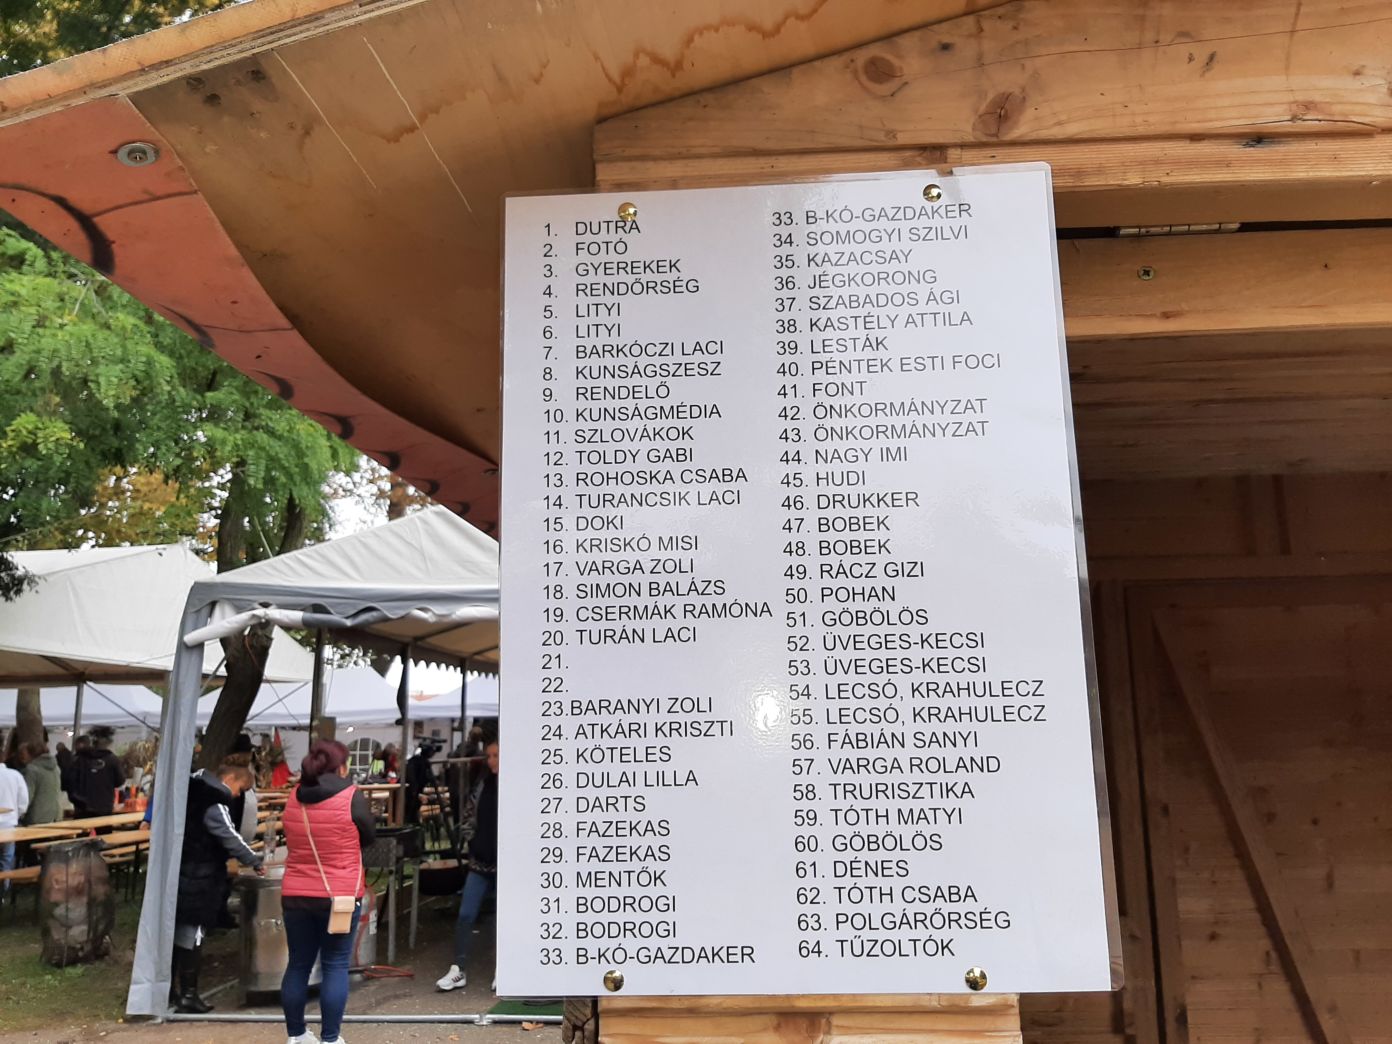 1. DUTRA
2. FOTÓ
3. GYEREKEK
4. RENDŐRSÉG
5. LITYI
6. LITYI
7. BARKÓCZI LACI
8. KUNSÁGSZESZ
9. RENDELŐ
10. KUNSÁGMÉDIA
11. SZLOVÁKOK
12. TOLDY GABI
13. ROHOSKA CSABA
14. TURANCSIK LACI
15. DOKI
16. KRISKÓ MISI
17. VARGA ZOLI
18. SIMON BALÁZS
19. CSERMÁK RAMÓNA
20. TURÁN LACI
21.
22.
23.BARANYI ZOLI
24. ATKÁRI KRISZTI
25. KÖTELES
26. DULAI LILLA
27. DARTS
28. FAZEKAS
29. FAZEKAS
30. MENTŐK
31. BODROGI
32. BODROGI
33. B-KÓ-GAZDAKER
33. B-KÓ-GAZDAKER
34. SOMOGYI SZILVI
35. KAZACSAY
36. JÉGKORONG
37. SZABADOS ÁGI
38. KASTÉLY ATTILA
39. LESTÁK
40. PÉNTEK ESTI FOCI
41. FONT
42. ÖNKORMÁNYZAT
43. ÖNKORMÁNYZAT
44. NAGY IMI
45. HUDI
46. DRUKKER
47. BOBEK
48. BOBEK
49. RÁCZ GIZI
50. POHAN
51. GÖBÖLÖS
52. ÜVEGES-KECSI
53. ÜVEGES-KECSI
54. LECSÓ, KRAHULECZ
55. LECSÓ, KRAHULECZ
56. FÁBIÁN SANYI
57. VARGA ROLAND
58. TRURISZTIKA
59. TÓTH MATYI
60. GÖBÖLÖS
61. DÉNES
62. TÓTH CSABA
63. POLGÁRŐRSÉG
64. TŰZOLTÓK